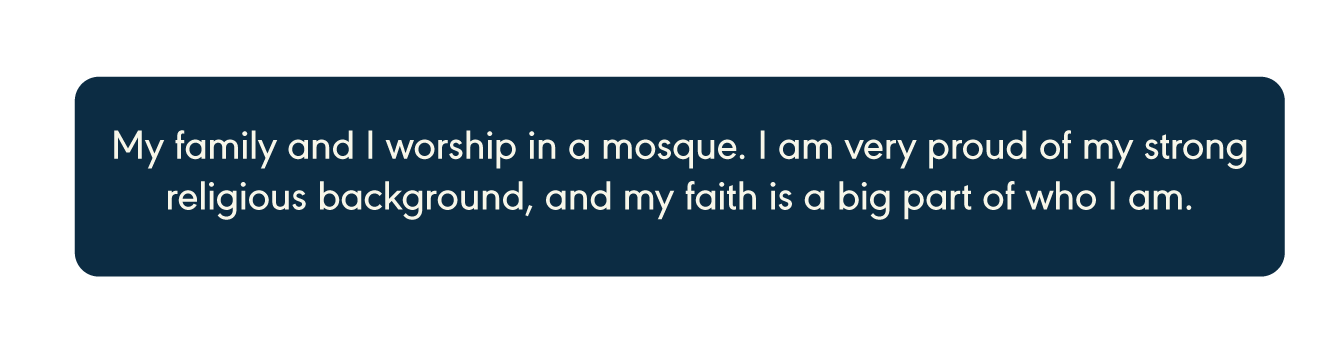 My family and I worship in a mosque. I am very proud of my strong
religious background, and my faith is a big part of who I am.